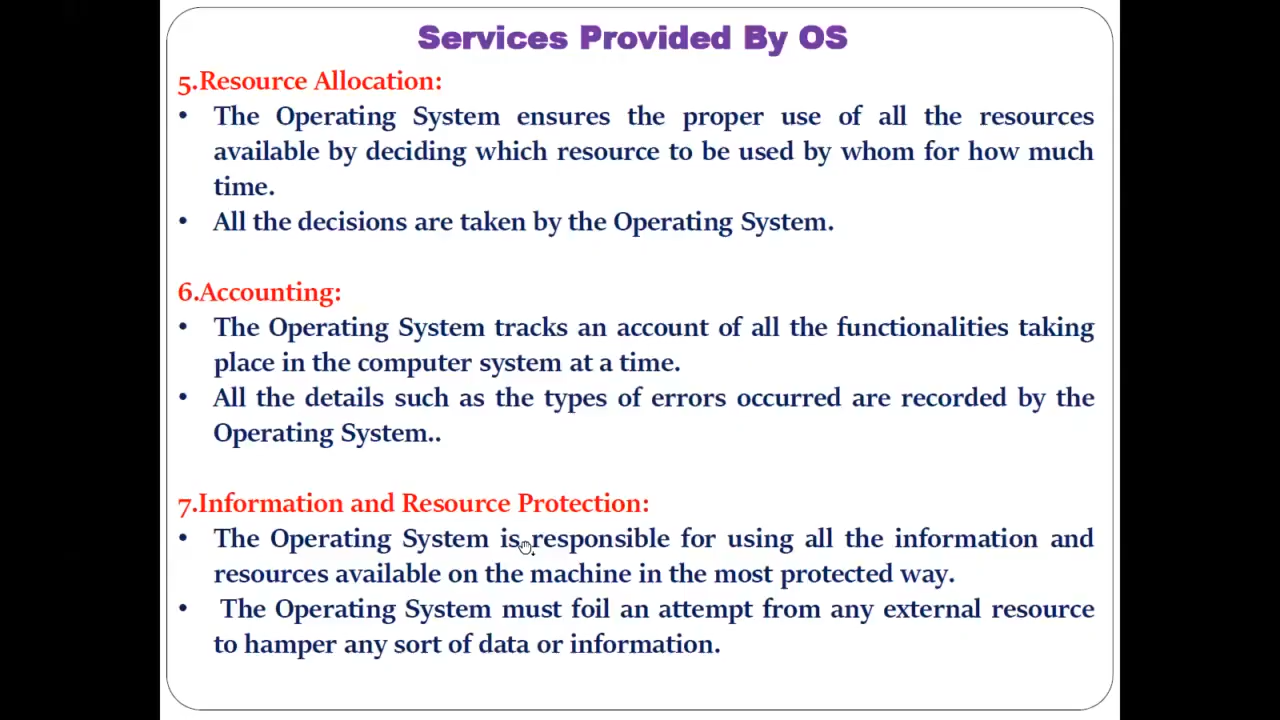 Services Provided By OS
5.Resource Allocation:
• The Operating System ensures the proper use of all the resources
available by deciding which resource to be used by whom for how much
time.
• All the decisions are taken by the Operating System.
6.Accounting:
• The Operating System tracks an account of all the functionalities taking
place in the computer system at a time.
• All the details such as the types of errors occurred are recorded by the
Operating System..
7.Information and Resource Protection:
• The Operating System is responsible for using all the information and
resources available on the machine in the most protected way.
• The Operating System must foil an attempt from any external resource
to hamper any sort of data or information.